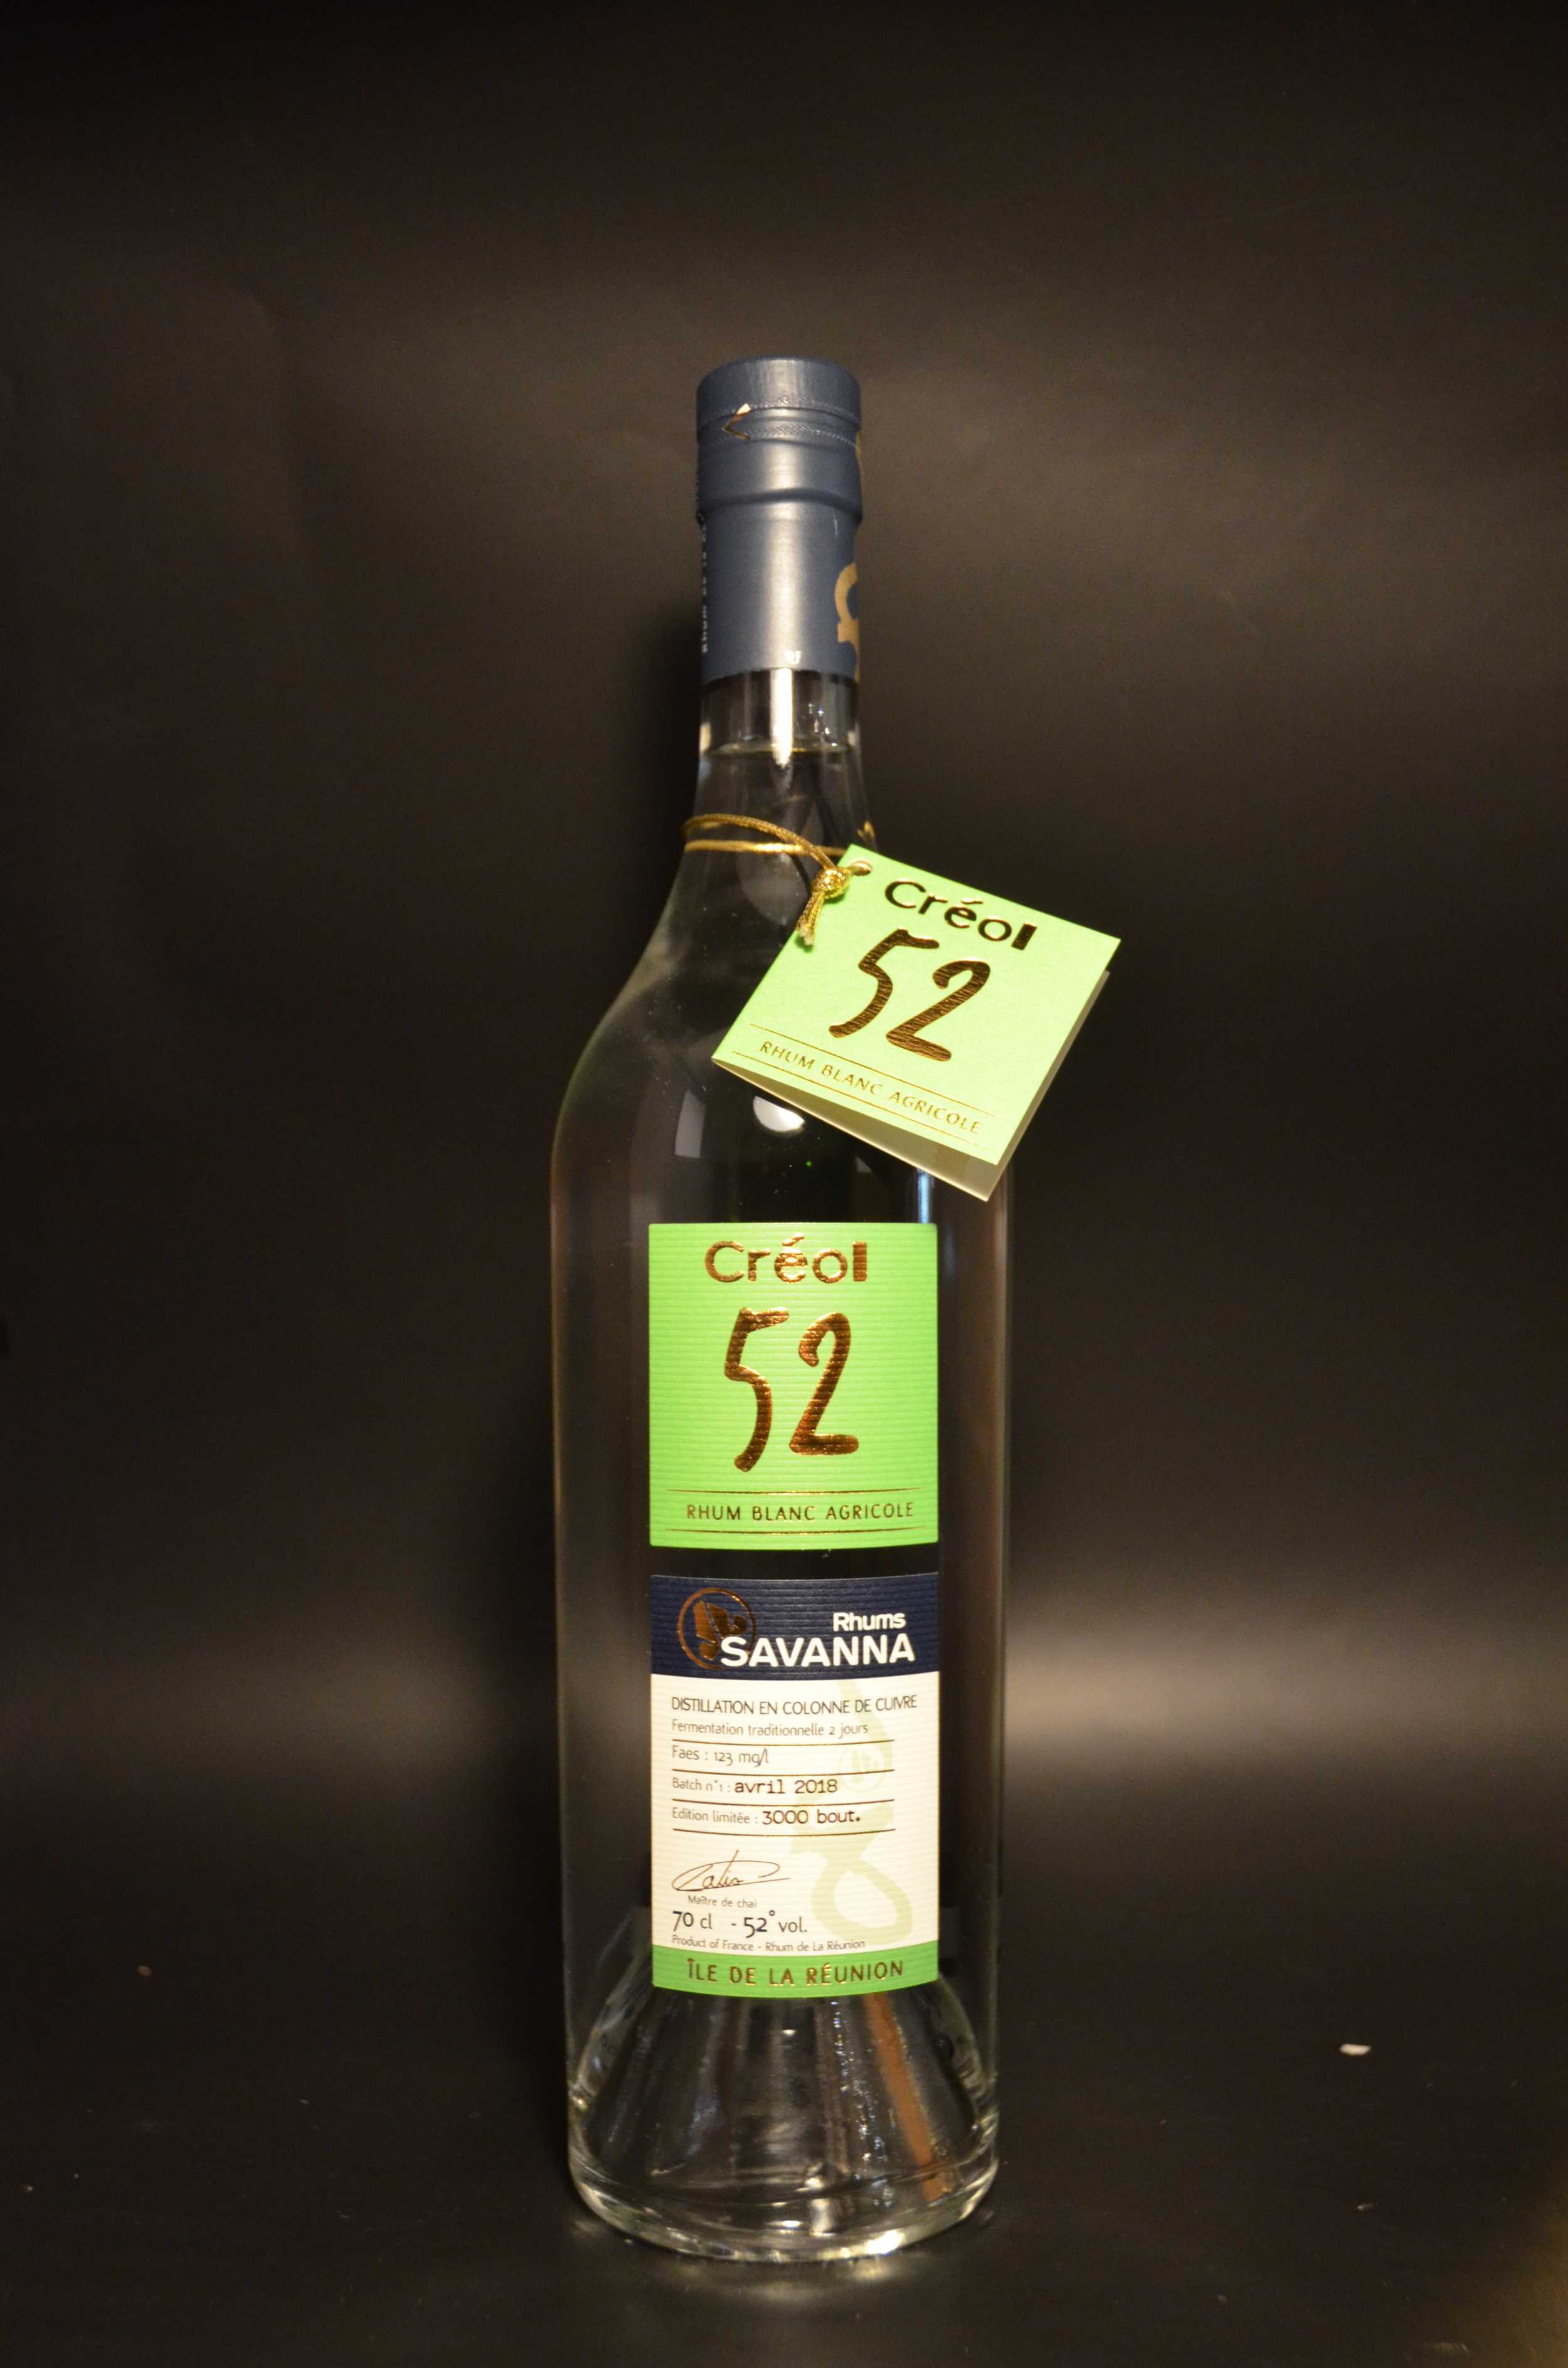 Créol
52
RHUM BLANC AGRICOLE
Créol
52
RHUM BLANC AGRICOLE
Rhums
SAVANNA
DISTILLATION EN COLONNE DE CUIVRE
Fermentation traditionnelle 2 jours
Faes : 123 mg/l
Batch n°1 : avril 2018
Edition limitée : 3000 bout.
Maître de chai
70 cl - 52° vol.
Product of France - Rhum de La Réunion
ÎLE DE LA RÉUNION